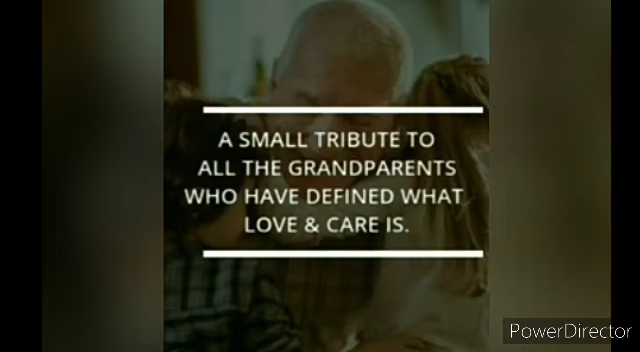 A SMALL TRIBUTE TO
ALL THE GRANDPARENTS
WHO HAVE DEFINED WHAT
LOVE & CARE IS.
PowerDirector